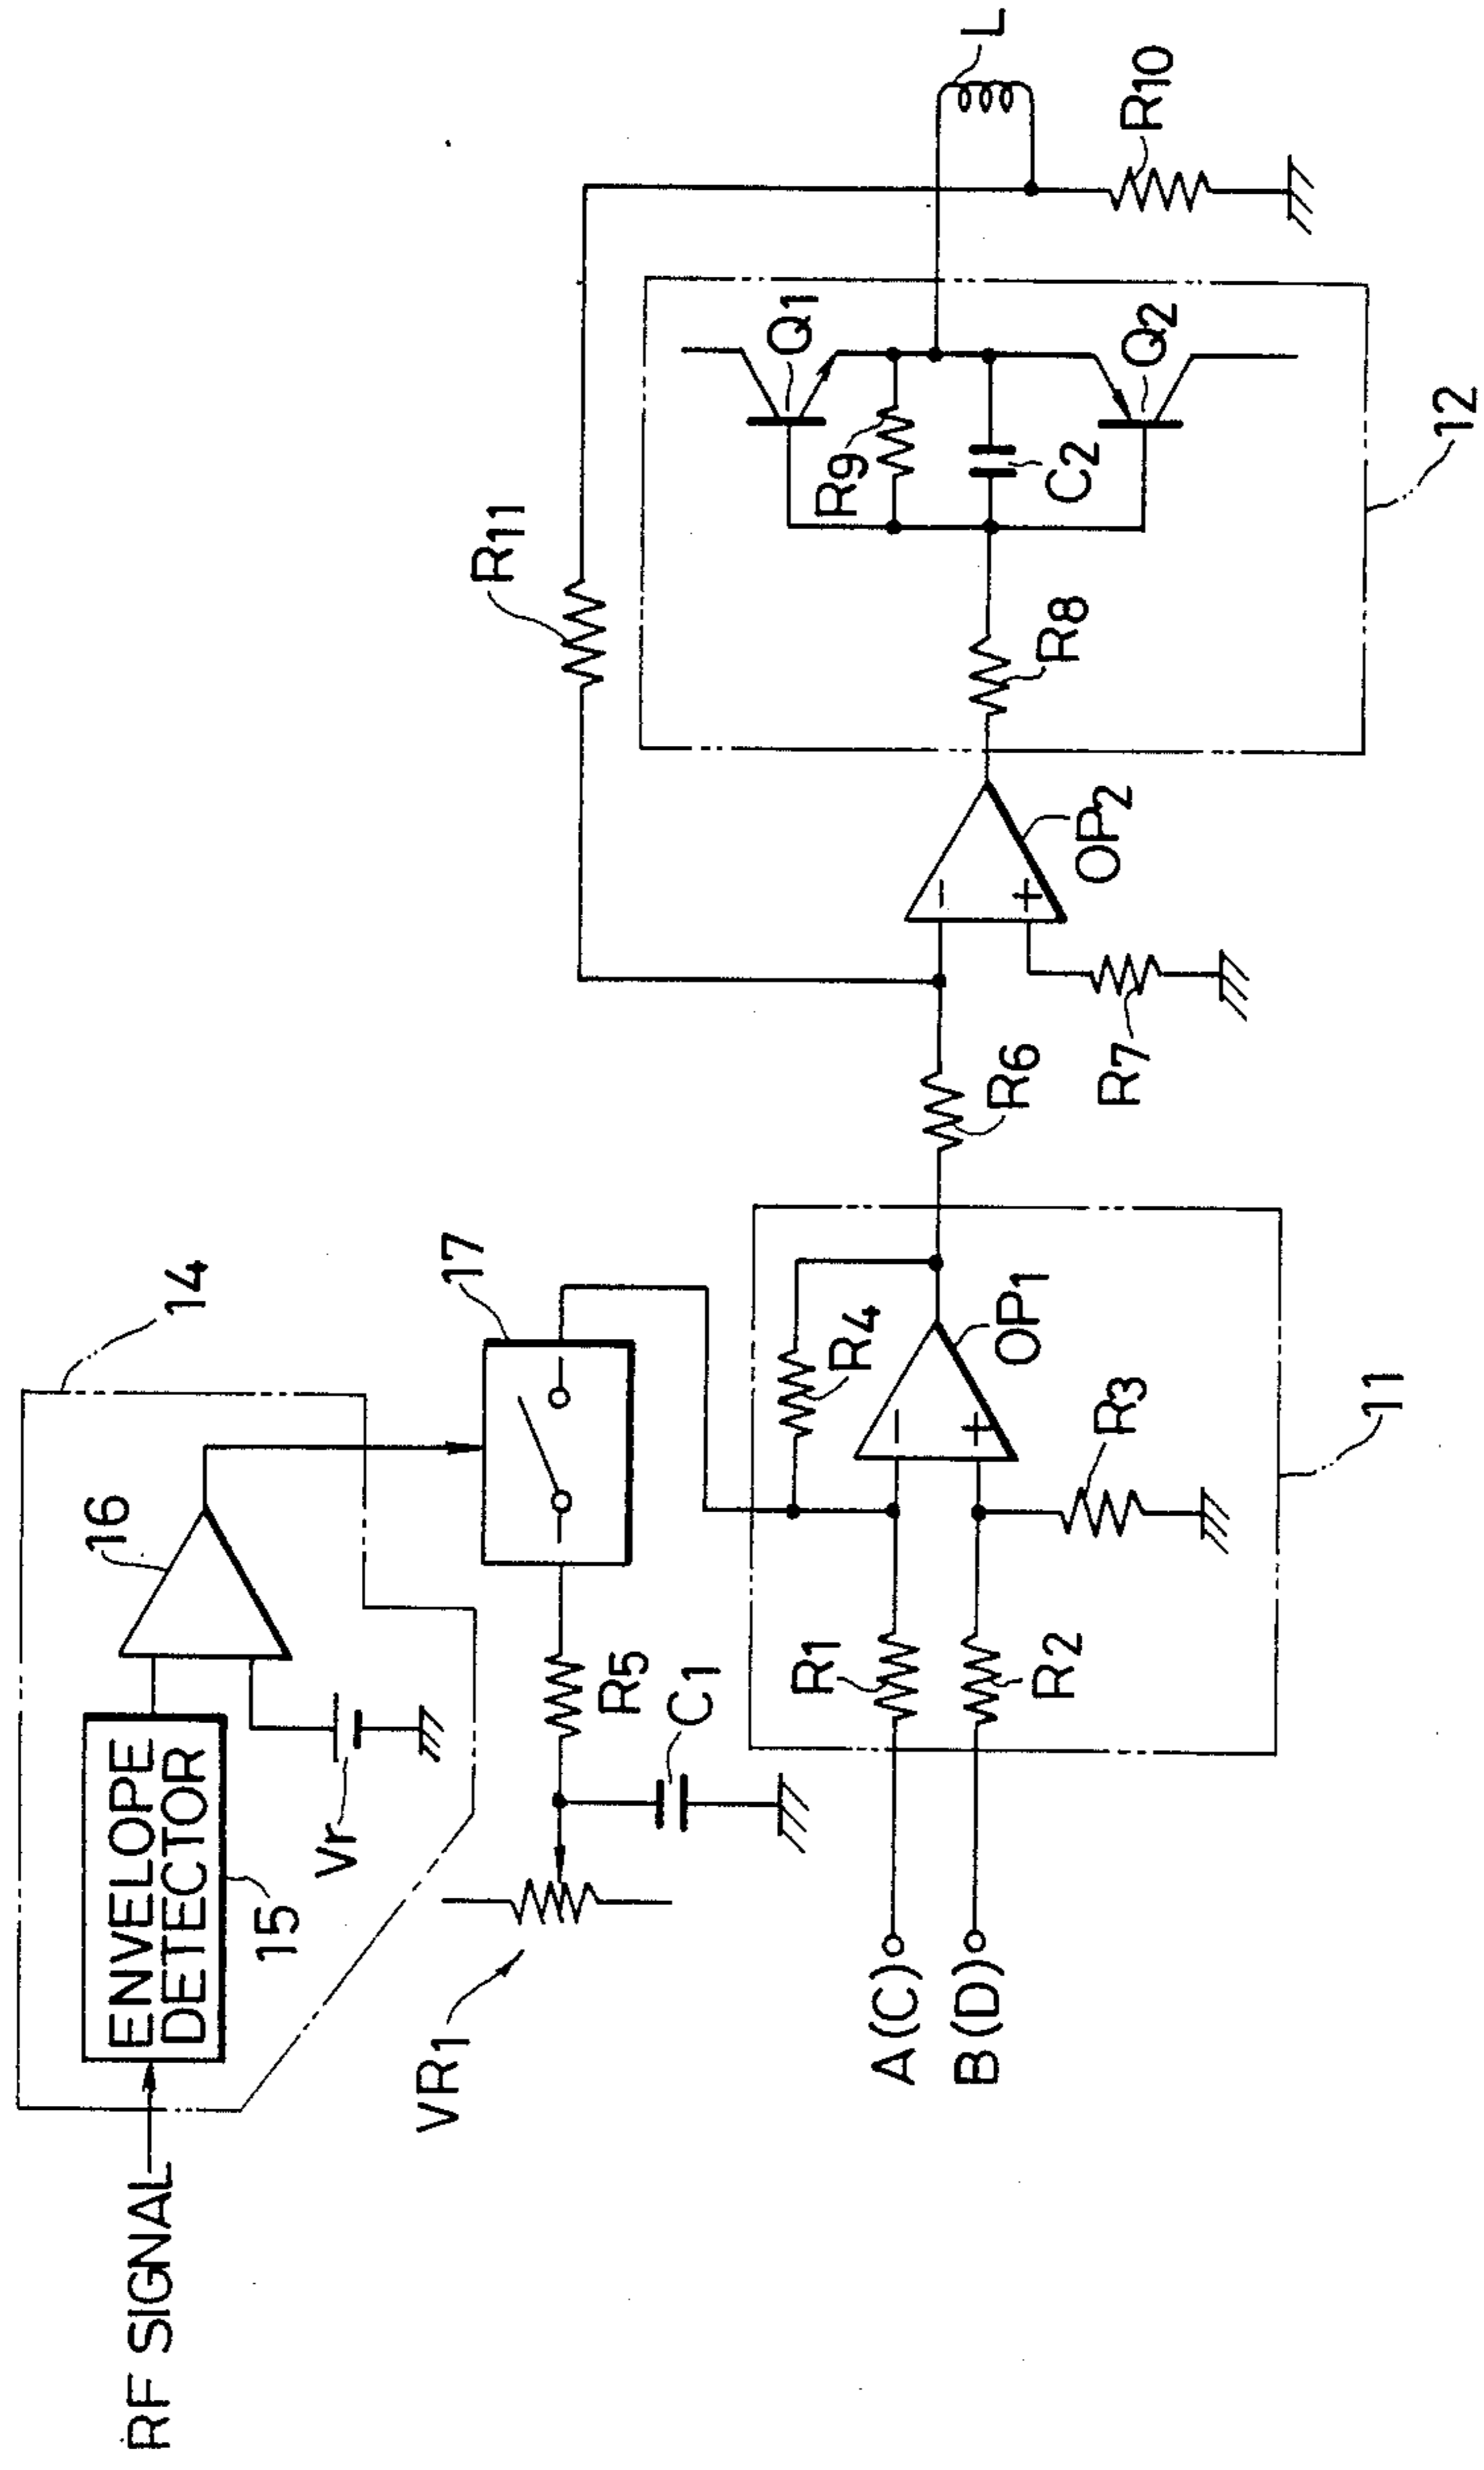 RF SIGNAL
ENVELOPE
DETECTOR
15
16
Vr
14
VR1
C1
R5
17
A (C)
B (D)
R1
R2
R3
R4
−
+
OP1
11
R6
R7
−
+
OP2
R11
R8
R9
C2
Q1
Q2
12
L
R10